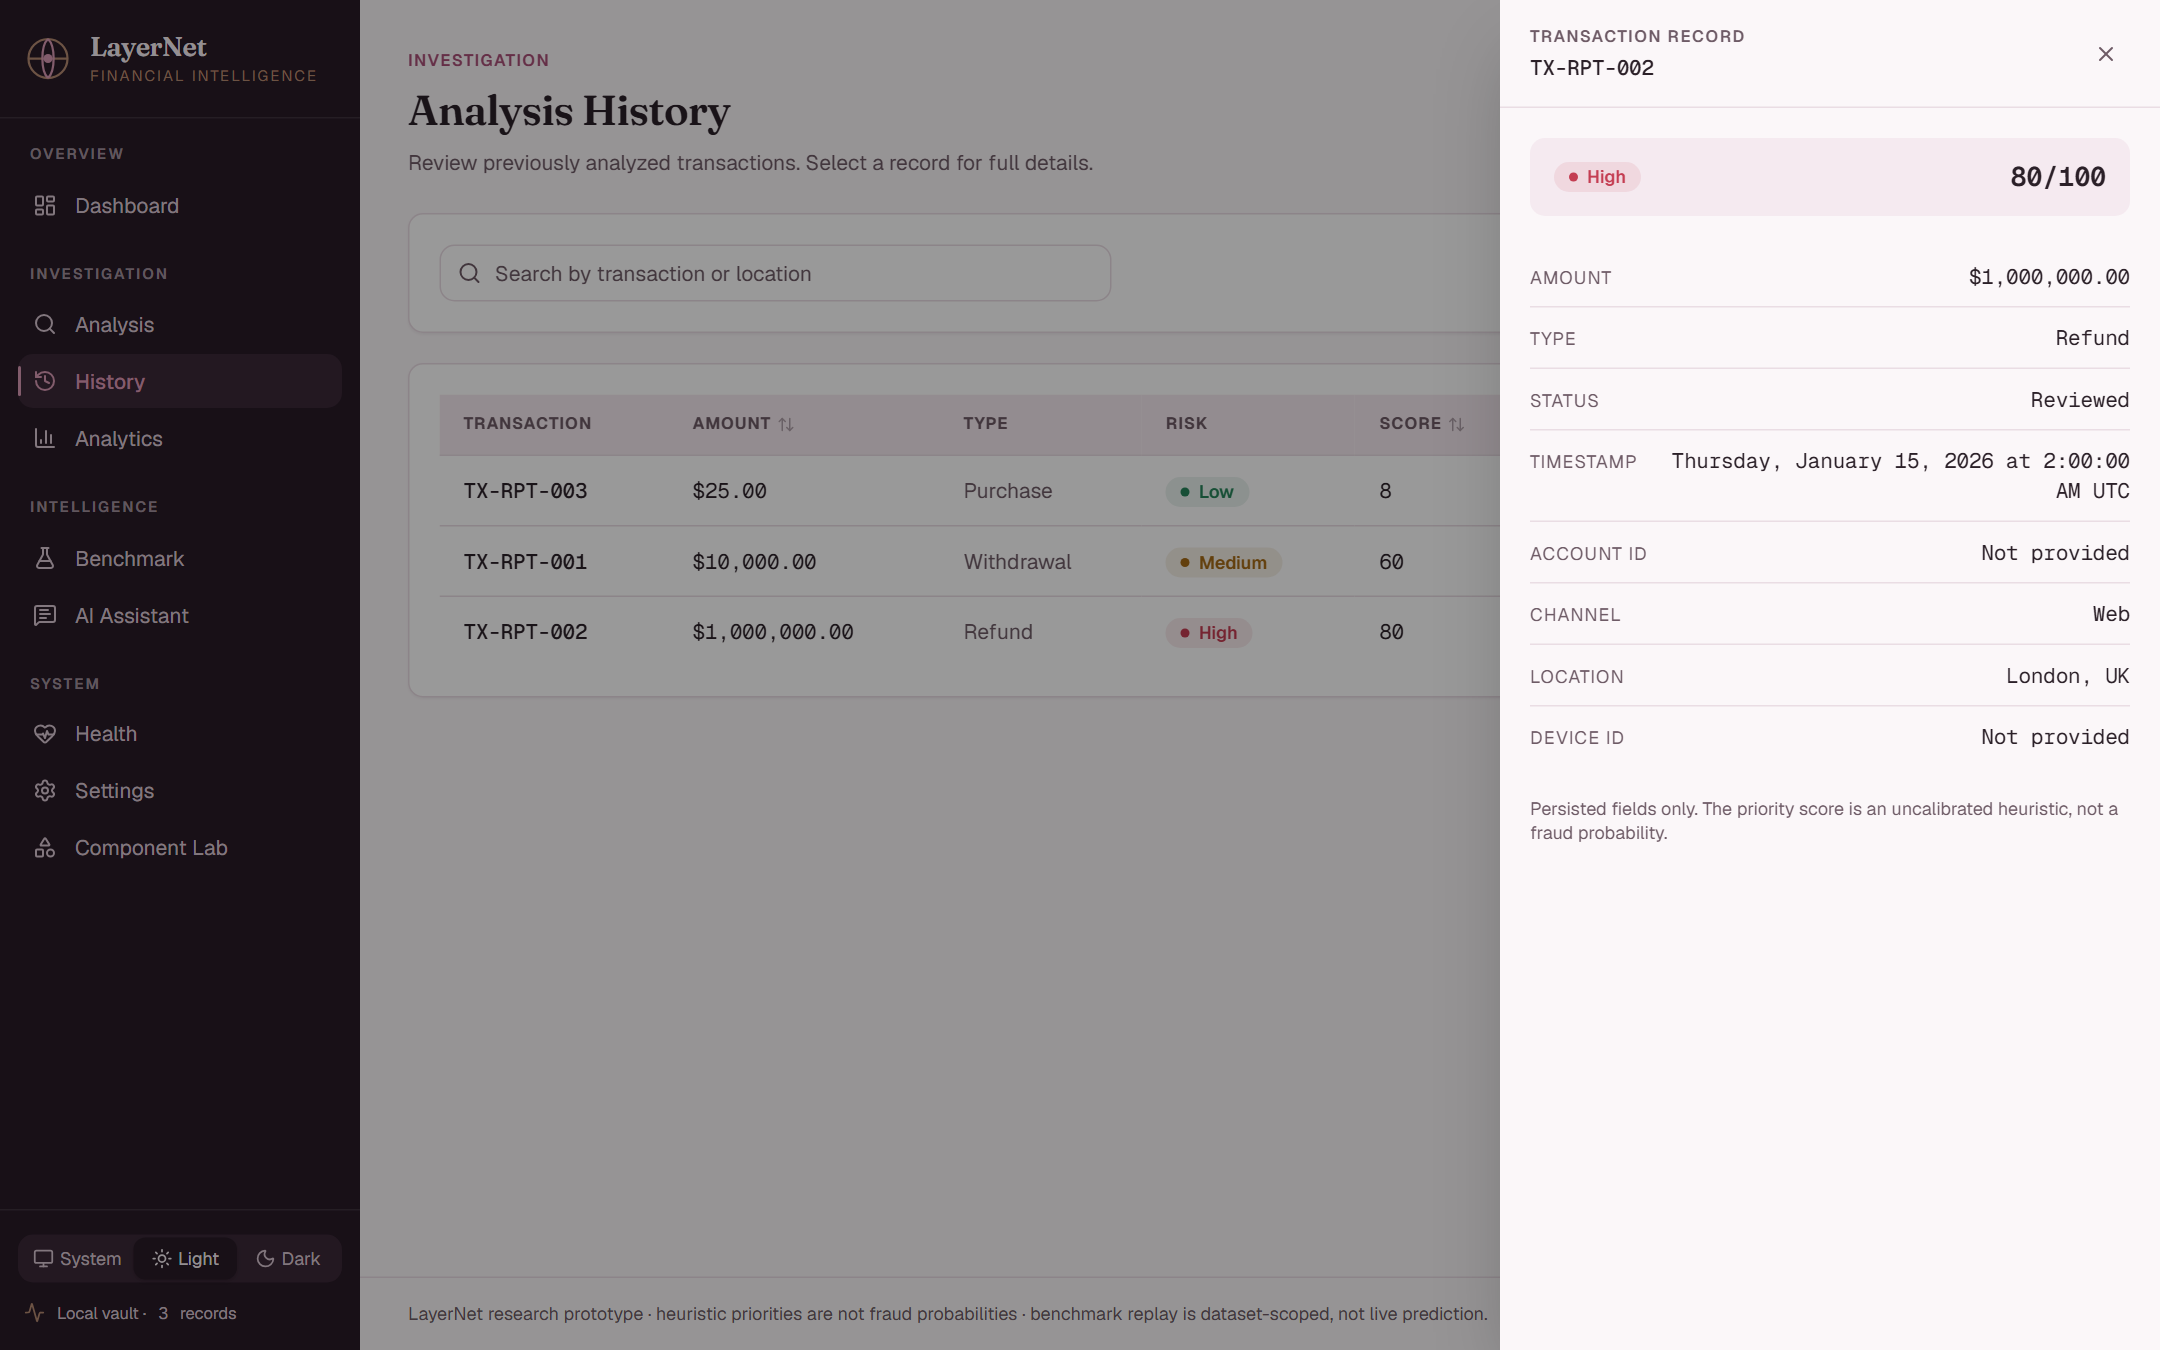 LayerNet
FINANCIAL INTELLIGENCE
OVERVIEW
Dashboard
INVESTIGATION
Analysis
History
Analytics
INTELLIGENCE
Benchmark
AI Assistant
SYSTEM
Health
Settings
Component Lab
System Light Dark
Local vault · 3 records
INVESTIGATION
Analysis History
Review previously analyzed transactions. Select a record for full details.
Search by transaction or location
TRANSACTION AMOUNT TYPE RISK SCORE
TX-RPT-003 $25.00 Purchase Low 8
TX-RPT-001 $10,000.00 Withdrawal Medium 60
TX-RPT-002 $1,000,000.00 Refund High 80
LayerNet research prototype · heuristic priorities are not fraud probabilities · benchmark replay is dataset-scoped, not live prediction.
TRANSACTION RECORD
TX-RPT-002
High 80/100
AMOUNT $1,000,000.00
TYPE Refund
STATUS Reviewed
TIMESTAMP Thursday, January 15, 2026 at 2:00:00
AM UTC
ACCOUNT ID Not provided
CHANNEL Web
LOCATION London, UK
DEVICE ID Not provided
Persisted fields only. The priority score is an uncalibrated heuristic, not a
fraud probability.